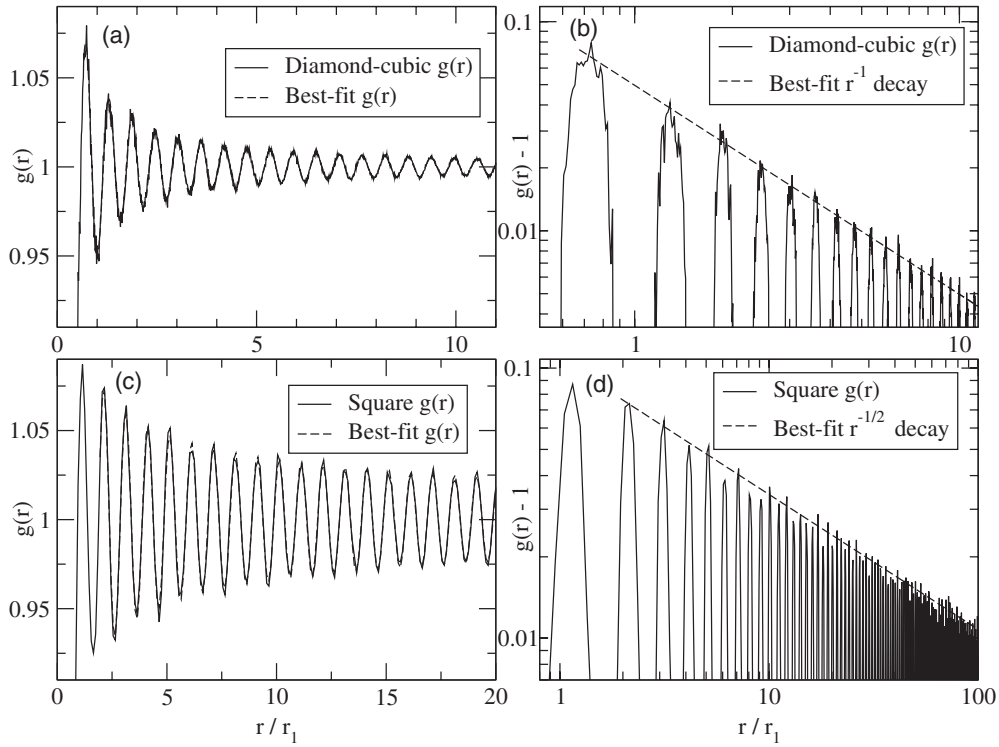 (a)
Diamond-cubic g(r)
Best-fit g(r)
1.05
1
0.95
g(r)
0
5
10
(b)
Diamond-cubic g(r)
Best-fit r^-1 decay
0.1
0.01
g(r) - 1
1
10
(c)
Square g(r)
Best-fit g(r)
1.05
1
0.95
g(r)
0
5
10
15
20
r / r_1
(d)
Square g(r)
Best-fit r^-1/2 decay
0.1
0.01
g(r) - 1
1
10
100
r / r_1